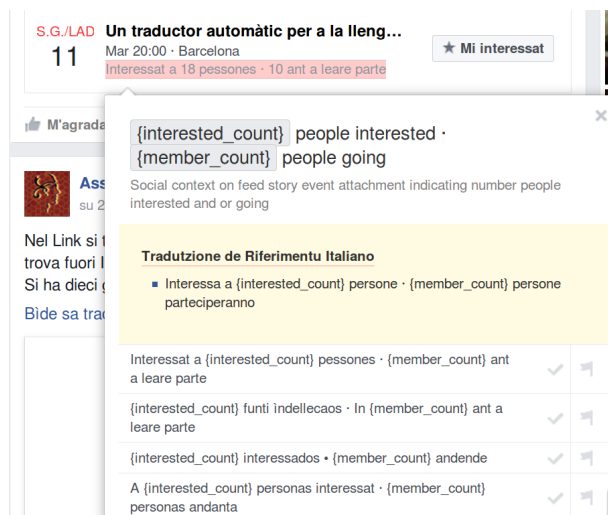 S.G./LAD
11
Un traductor automàtic per a la lleng…
Mar 20:00 · Barcelona
Interessat a 18 pessones · 10 ant a leare parte
Mi interessat
M'agrada
{interested_count} people interested ·
{member_count} people going
Social context on feed story event attachment indicating number people
interested and or going
Ass
su 2
Nel Link si
trova fuori
Si ha dieci
Bide sa tra
Tradutzione de Riferimentu Italiano
Interessa a {interested_count} persone · {member_count} persone
parteciperanno
Interessat a {interested_count} pessones · {member_count} ant
a leare parte
{interested_count} funti ìndellecaos · In {member_count} ant a
leare parte
{interested_count} interessados • {member_count} andende
A {interested_count} personas interessat · {member_count}
personas andanta